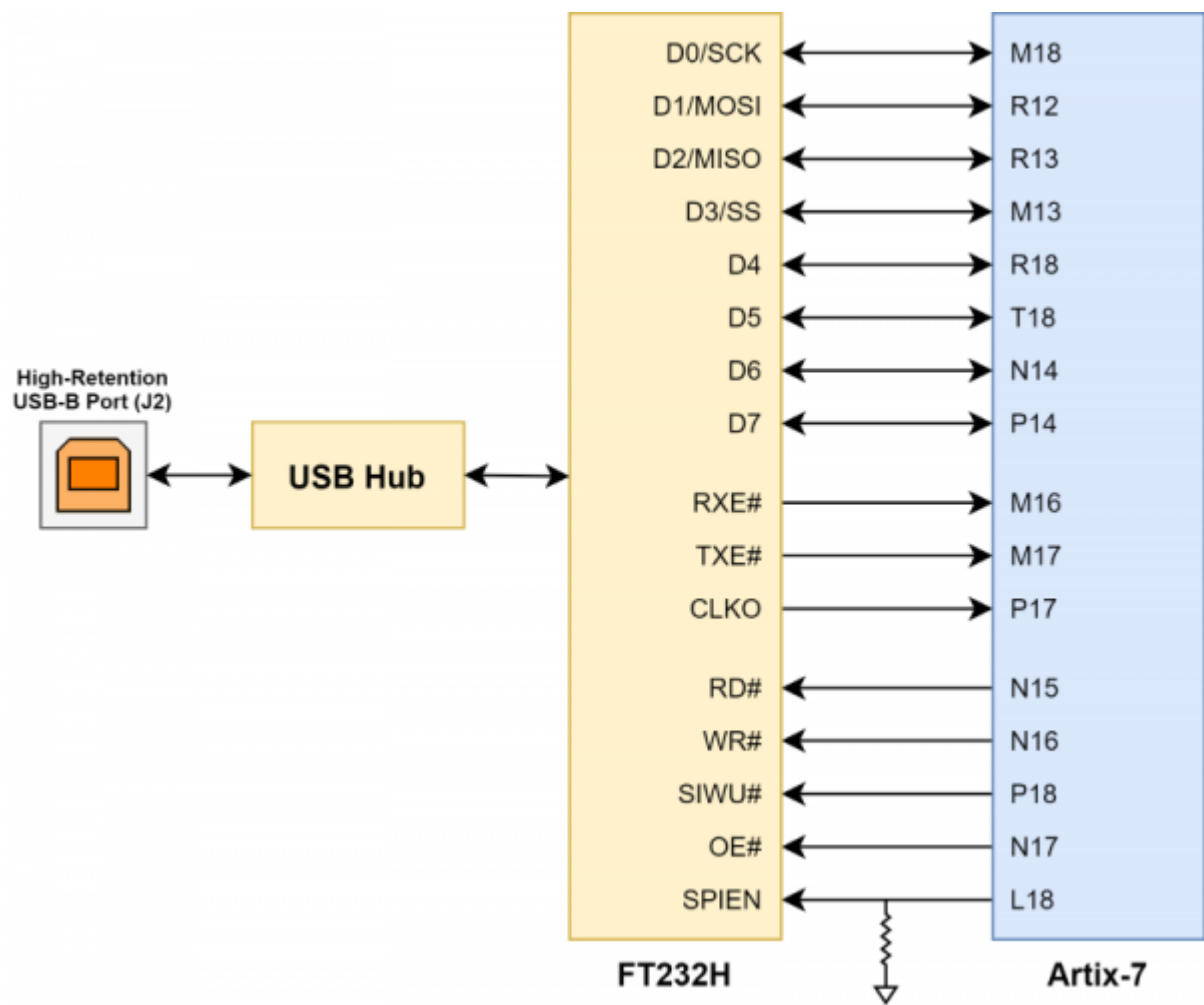 D0/SCK M18
D1/MOSI R12
D2/MISO R13
D3/SS M13
D4 R18
D5 T18
D6 N14
D7 P14
High-Retention
USB-B Port (J2)
USB Hub
RXE# M16
TXE# M17
CLKO P17
RD# N15
WR# N16
SIWU# P18
OE# N17
SPIEN L18
FT232H Artix-7